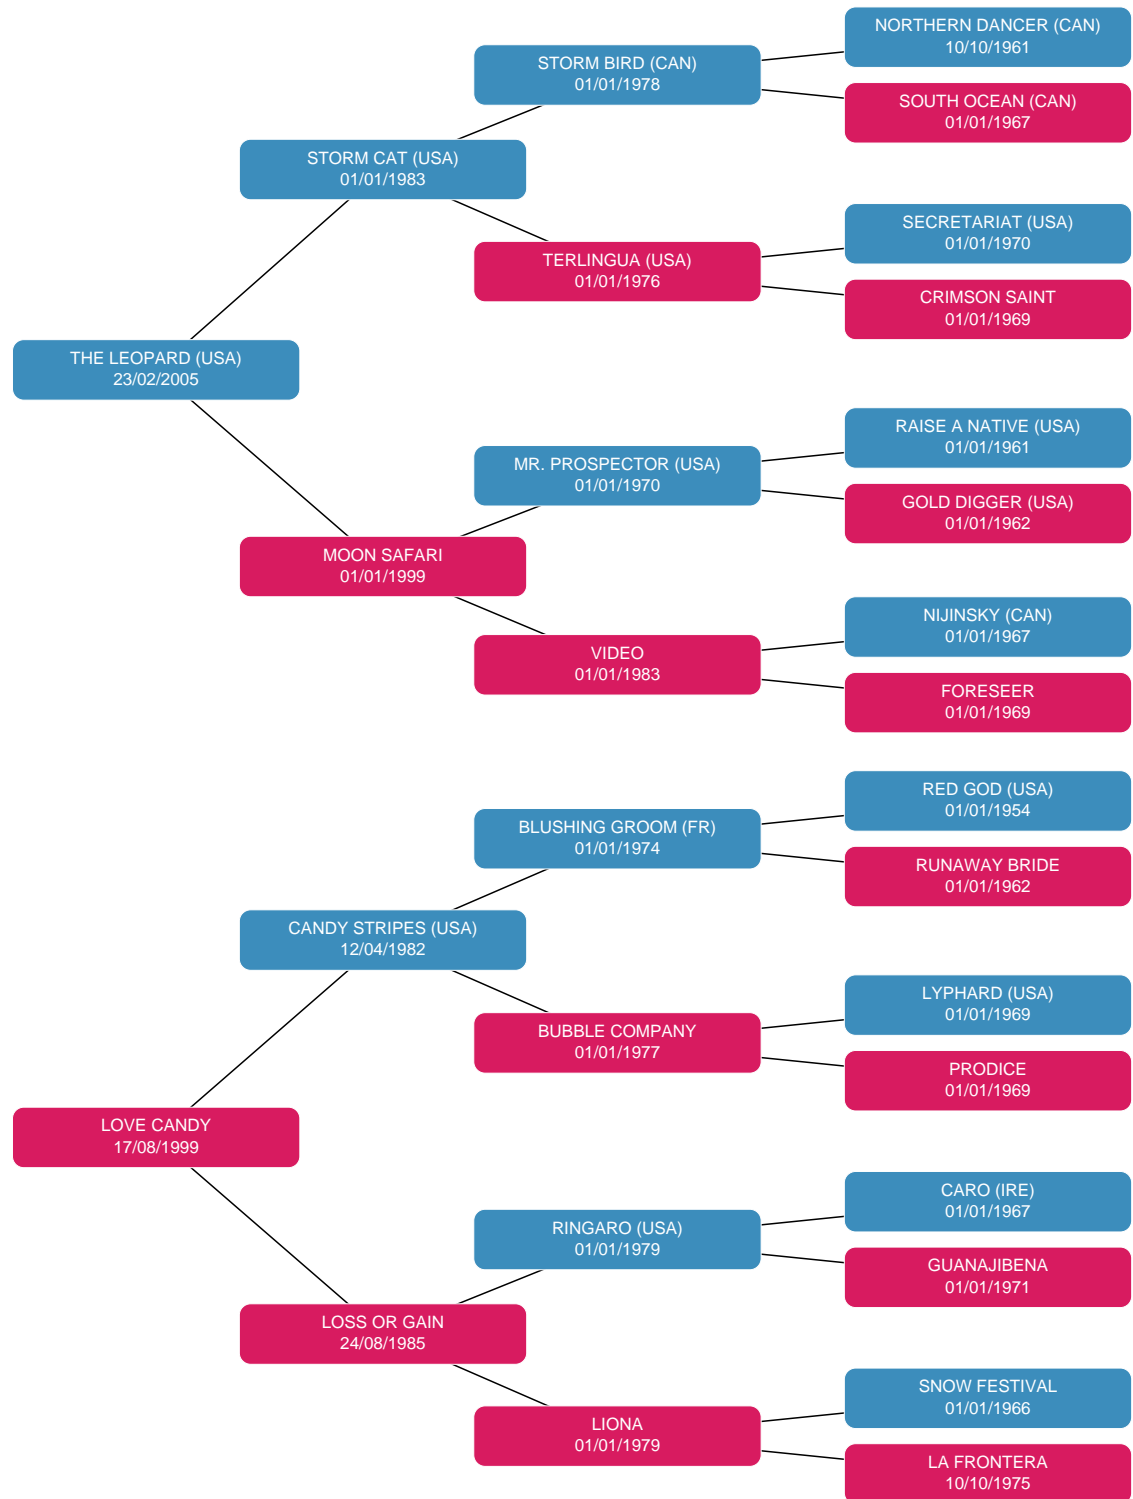 NORTHERN DANCER (CAN)
10/10/1961
STORM BIRD (CAN)
01/01/1978
SOUTH OCEAN (CAN)
01/01/1967
STORM CAT (USA)
01/01/1983
SECRETARIAT (USA)
01/01/1970
TERLINGUA (USA)
01/01/1976
CRIMSON SAINT
01/01/1969
THE LEOPARD (USA)
23/02/2005
RAISE A NATIVE (USA)
01/01/1961
MR. PROSPECTOR (USA)
01/01/1970
GOLD DIGGER (USA)
01/01/1962
MOON SAFARI
01/01/1999
NIJINSKY (CAN)
01/01/1967
VIDEO
01/01/1983
FORESEER
01/01/1969
RED GOD (USA)
01/01/1954
BLUSHING GROOM (FR)
01/01/1974
RUNAWAY BRIDE
01/01/1962
CANDY STRIPES (USA)
12/04/1982
LYPHARD (USA)
01/01/1969
BUBBLE COMPANY
01/01/1977
PRODICE
01/01/1969
LOVE CANDY
17/08/1999
CARO (IRE)
01/01/1967
RINGARO (USA)
01/01/1979
GUANAJIBENA
01/01/1971
LOSS OR GAIN
24/08/1985
SNOW FESTIVAL
01/01/1966
LIONA
01/01/1979
LA FRONTERA
10/10/1975